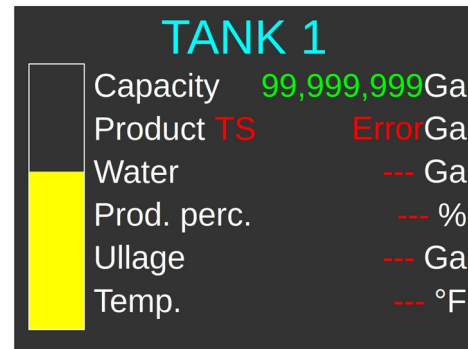 TANK 1
Capacity 99,999,999Ga
Product TS ErrorGa
Water --- Ga
Prod. perc. --- %
Ullage --- Ga
Temp. --- °F